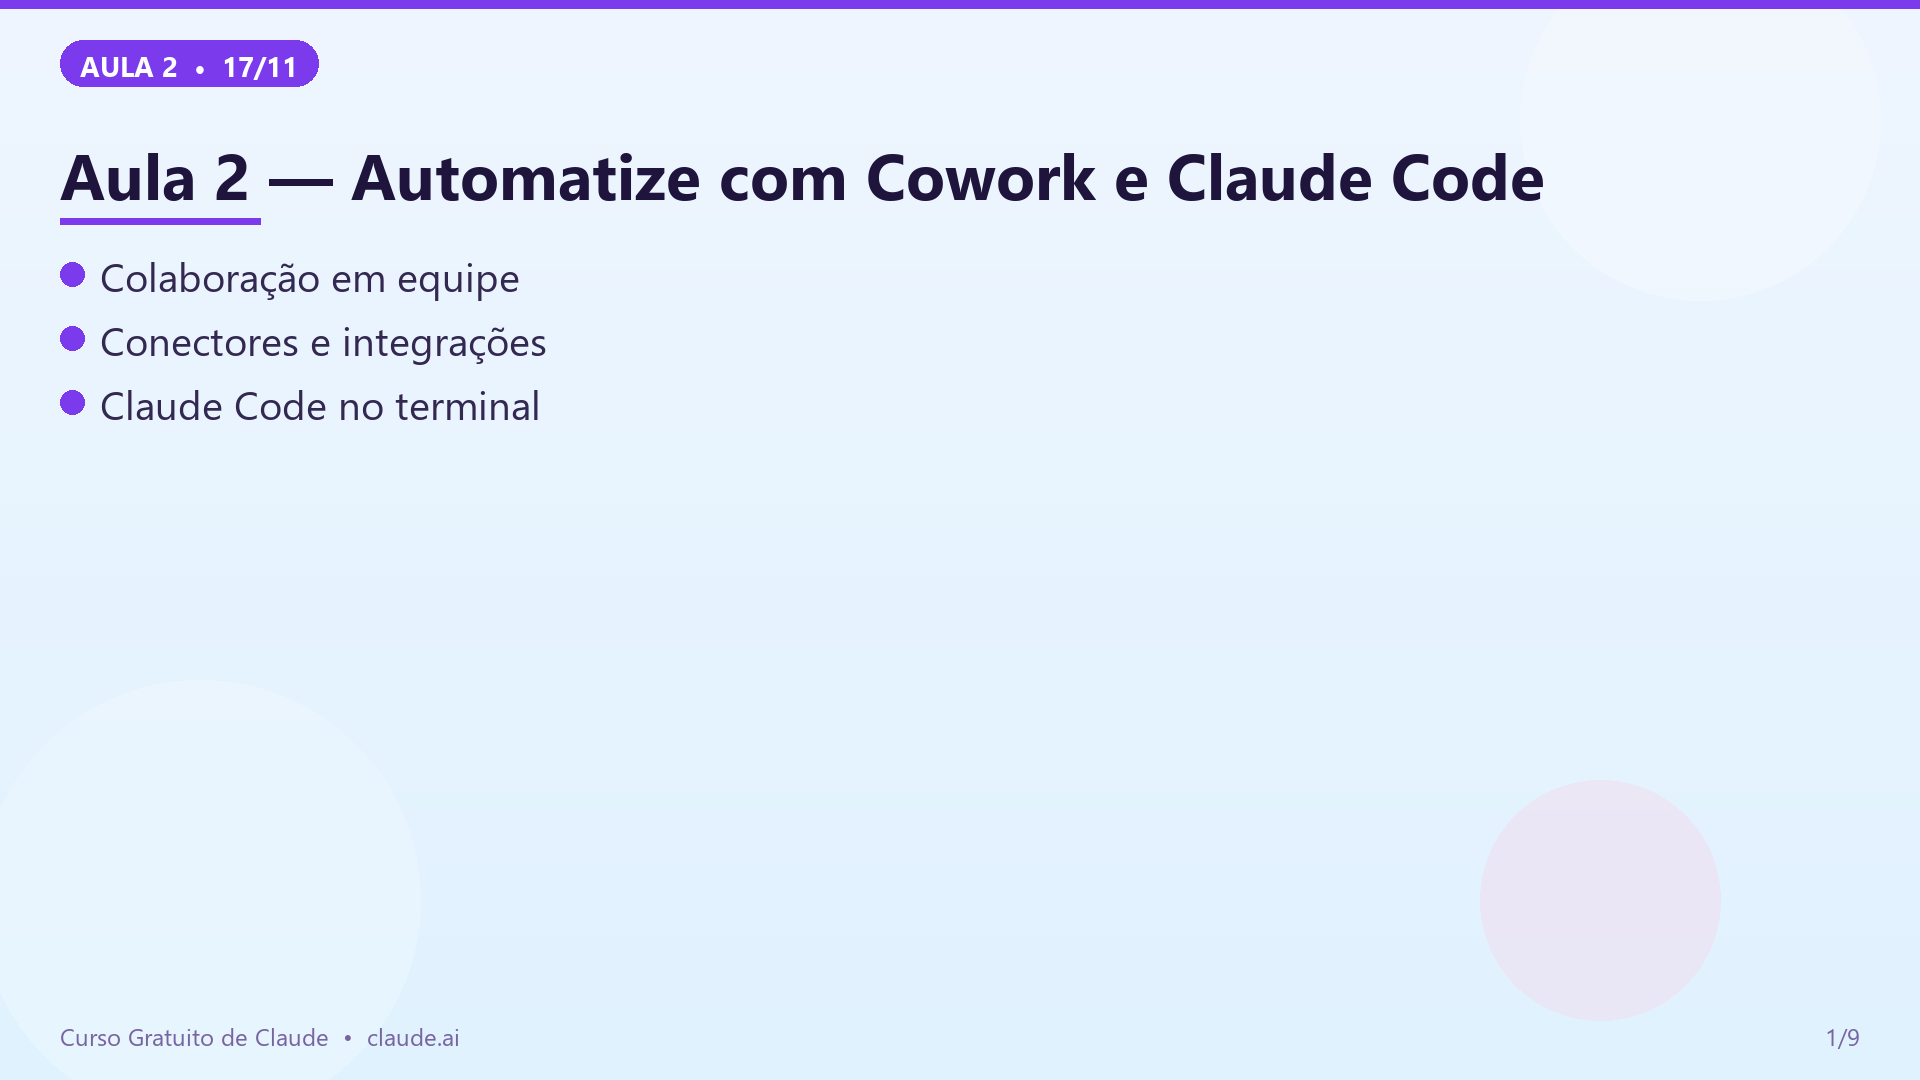 AULA 2 • 17/11
Aula 2 — Automatize com Cowork e Claude Code
Colaboração em equipe
Conectores e integrações
Claude Code no terminal
Curso Gratuito de Claude • claude.ai
1/9